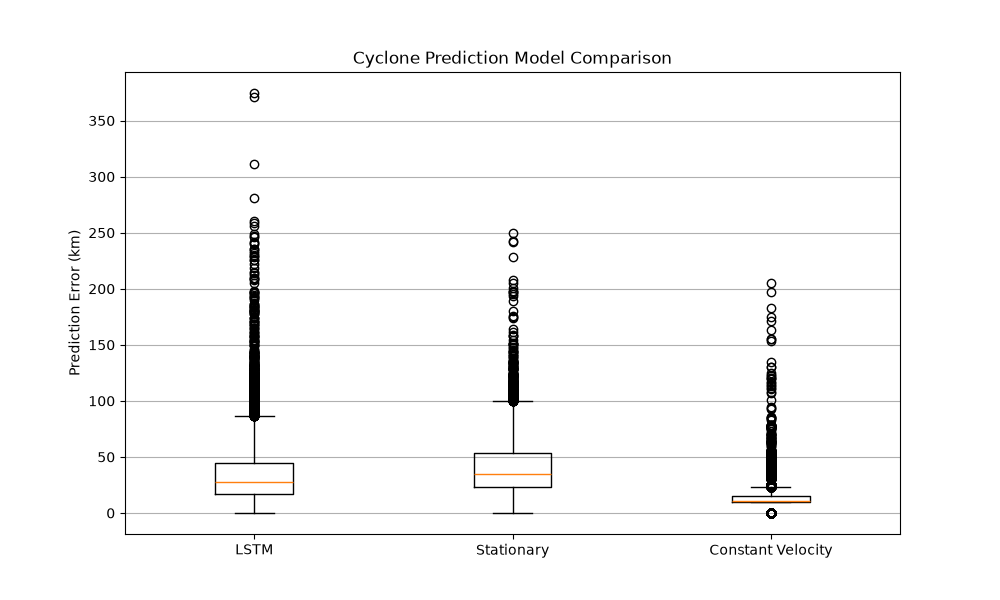 Cyclone Prediction Model Comparison
Prediction Error (km)
350
300
250
200
150
100
50
0
LSTM
Stationary
Constant Velocity